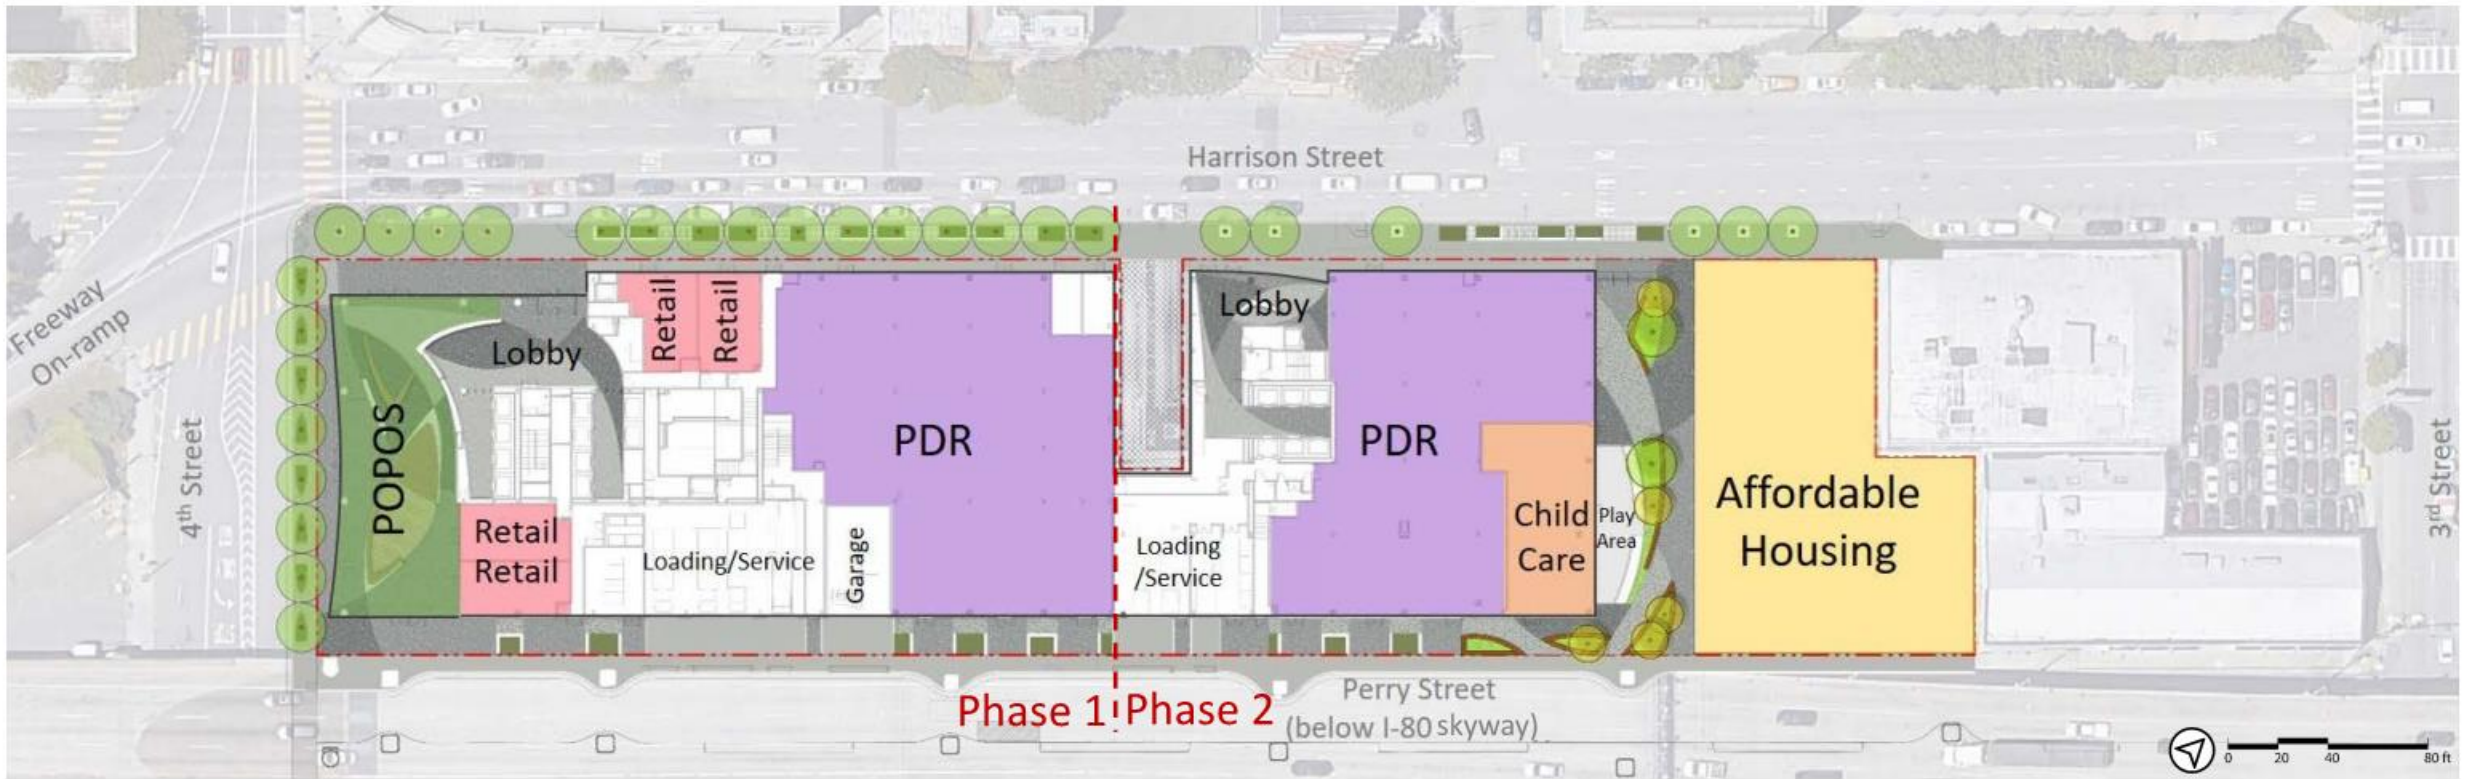 Harrison Street
Freeway
On-ramp
4th Street
POPOS
Lobby
Retail
Retail
PDR
Retail
Retail
Loading/Service
Garage
Lobby
PDR
Loading
/Service
Child
Care
Play
Area
Affordable
Housing
3rd Street
Phase 1
Phase 2
Perry Street
(below I-80 skyway)
0 20 40 80 ft